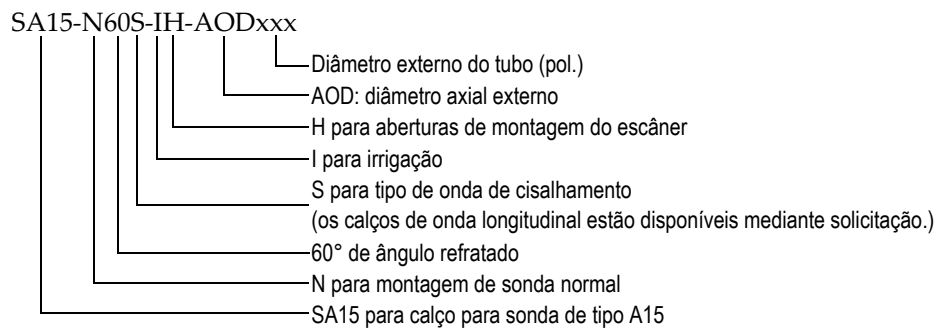 SA15-N60S-IH-AODxxx
Diâmetro externo do tubo (pol.)
AOD: diâmetro axial externo
H para aberturas de montagem do escâner
I para irrigação
S para tipo de onda de cisalhamento
(os calços de onda longitudinal estão disponíveis mediante solicitação.)
60° de ângulo refratado
N para montagem de sonda normal
SA15 para calço para sonda de tipo A15